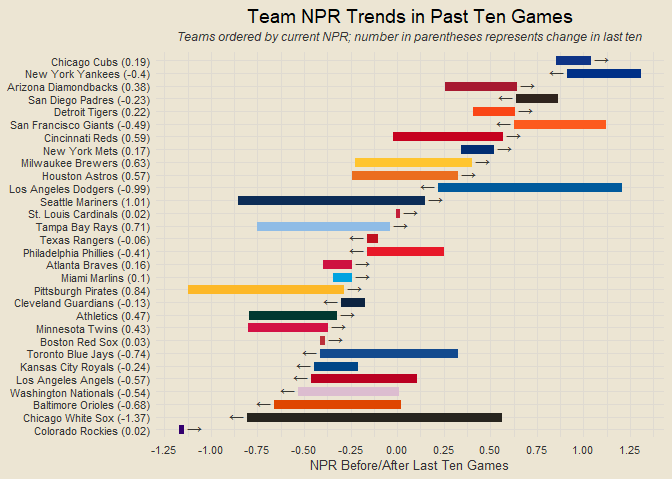 Team NPR Trends in Past Ten Games
Teams ordered by current NPR; number in parentheses represents change in last ten
Chicago Cubs (0.19)
New York Yankees (-0.4)
Arizona Diamondbacks (0.38)
San Diego Padres (-0.23)
Detroit Tigers (0.22)
San Francisco Giants (-0.49)
Cincinnati Reds (0.59)
New York Mets (0.17)
Milwaukee Brewers (0.63)
Houston Astros (0.57)
Los Angeles Dodgers (-0.99)
Seattle Mariners (1.01)
St. Louis Cardinals (0.02)
Tampa Bay Rays (0.71)
Texas Rangers (-0.06)
Philadelphia Phillies (-0.41)
Atlanta Braves (0.16)
Miami Marlins (0.1)
Pittsburgh Pirates (0.84)
Cleveland Guardians (-0.13)
Athletics (0.47)
Minnesota Twins (0.43)
Boston Red Sox (0.03)
Toronto Blue Jays (-0.74)
Kansas City Royals (-0.24)
Los Angeles Angels (-0.57)
Washington Nationals (-0.54)
Baltimore Orioles (-0.68)
Chicago White Sox (-1.37)
Colorado Rockies (0.02)
-1.25 -1.00 -0.75 -0.50 -0.25 0.00 0.25 0.50 0.75 1.00 1.25
NPR Before/After Last Ten Games